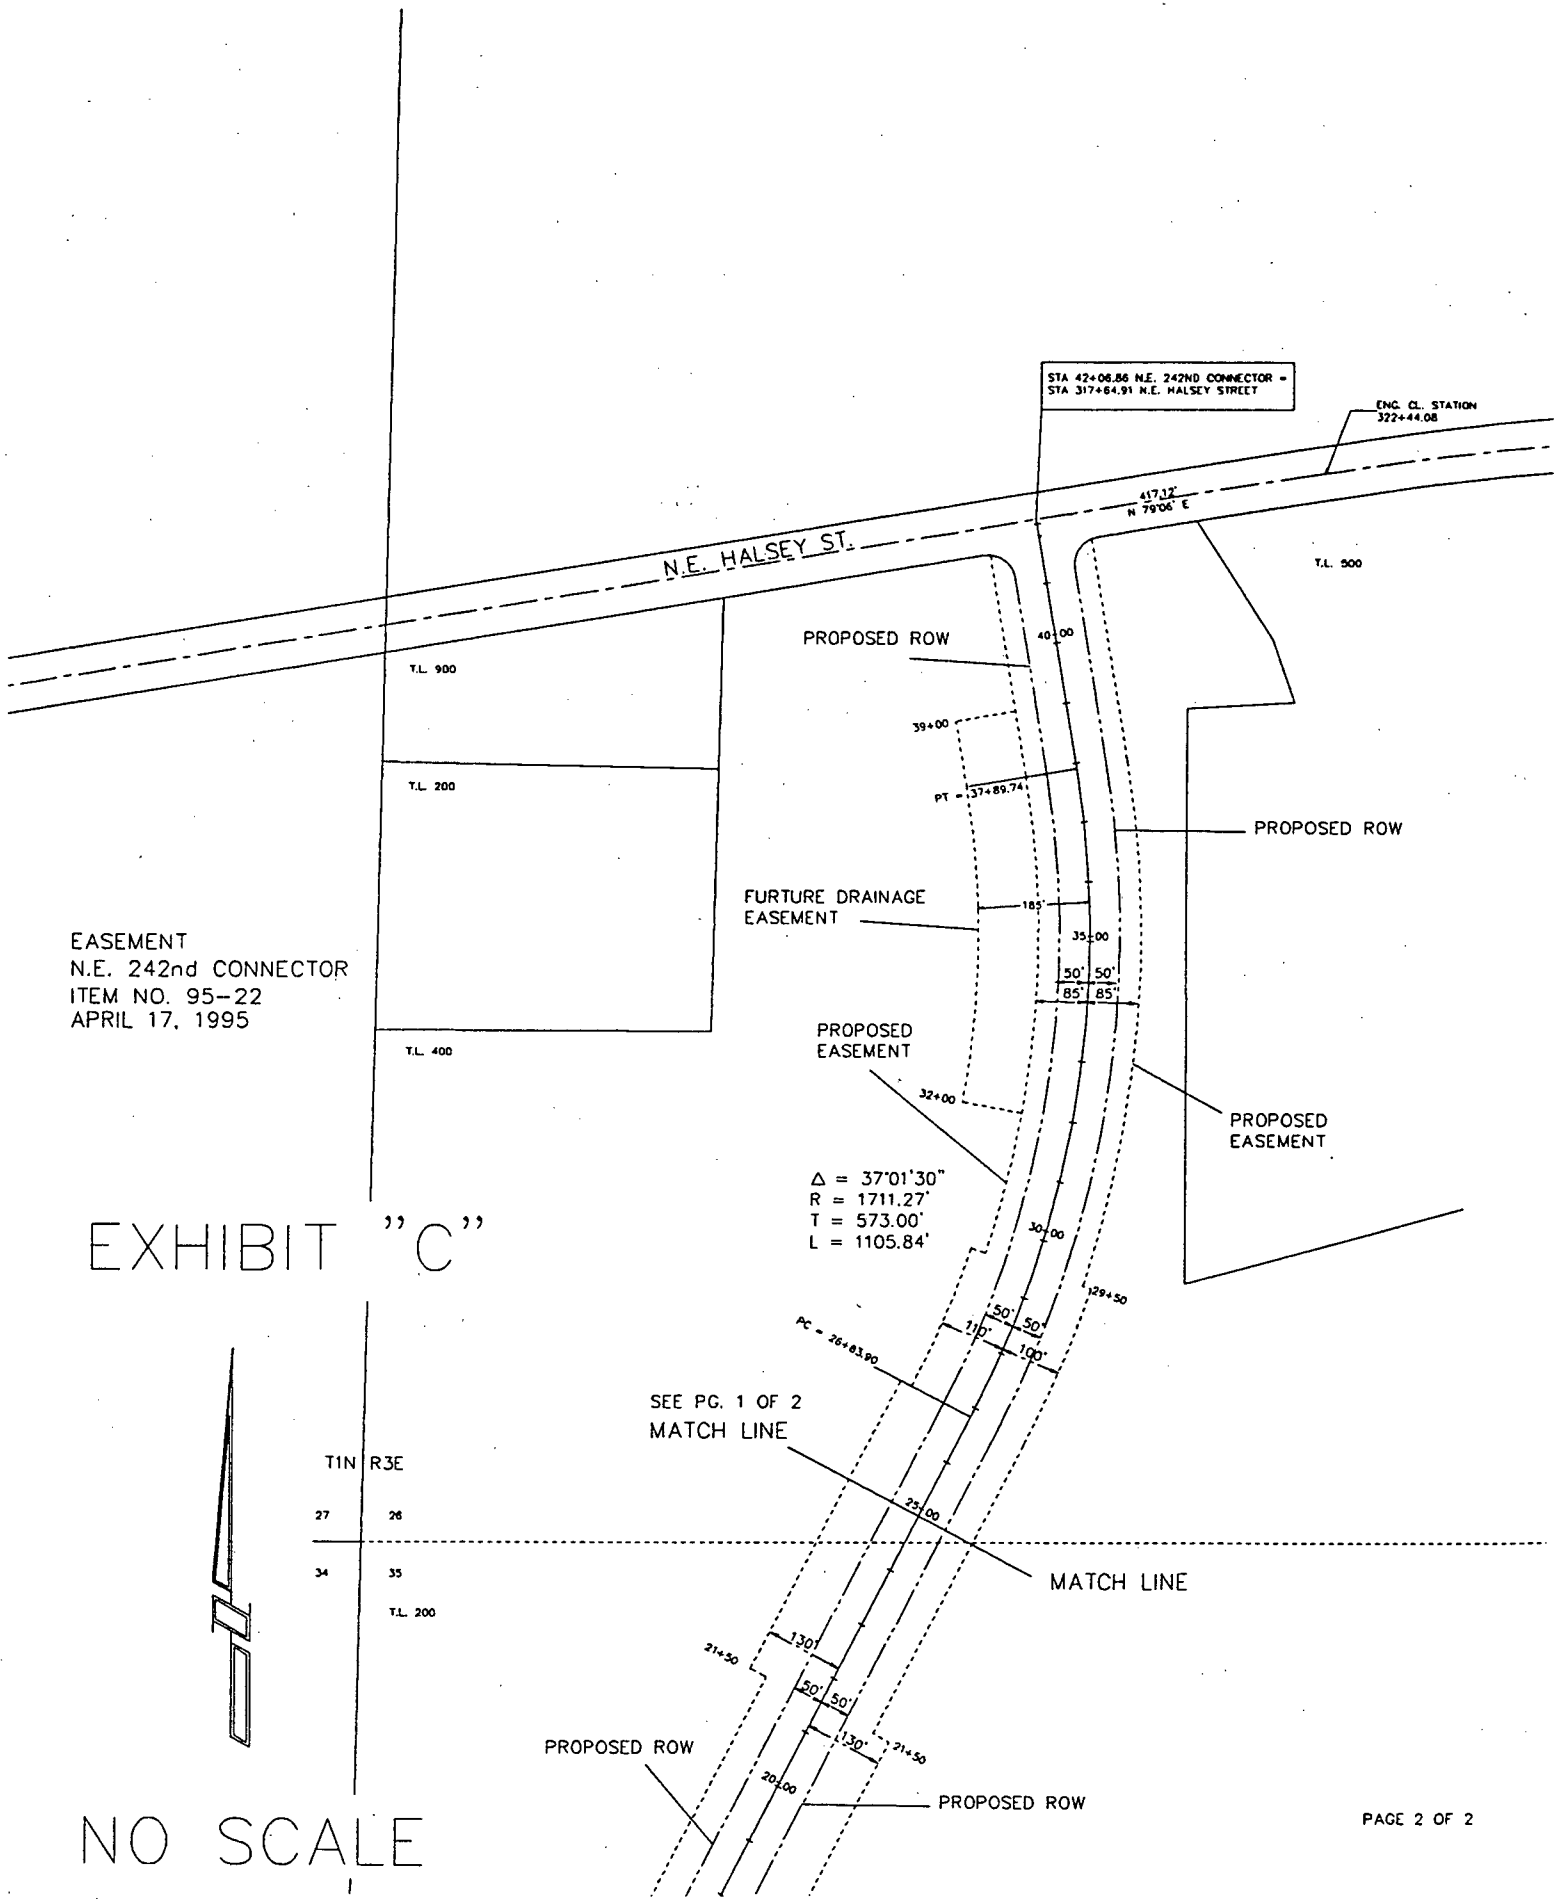 STA 42+06.86 N.E. 242ND CONNECTOR =
STA 317+64.91 N.E. HALSEY STREET
ENG. CL. STATION
322+44.08
417.12'
N 79°06' E
N.E. HALSEY ST.
T.L. 500
T.L. 900
PROPOSED ROW
40+00
39+00
T.L. 200
PT = 37+89.74
PROPOSED ROW
FURTURE DRAINAGE
EASEMENT
185'
35+00
EASEMENT
N.E. 242nd CONNECTOR
ITEM NO. 95-22
APRIL 17, 1995
50' 50'
85' 85'
PROPOSED
EASEMENT
T.L. 400
32+00
PROPOSED
EASEMENT
Δ = 37°01'30"
R = 1711.27'
T = 573.00'
L = 1105.84'
EXHIBIT "C"
30+00
29+50
50' 50'
110' 100'
PC = 26+83.90
SEE PG. 1 OF 2
MATCH LINE
T1N R3E
27 26
25+00
34 35
MATCH LINE
T.L. 200
130'
21+50
50' 50'
130'
21+50
PROPOSED ROW
20+00
PROPOSED ROW
NO SCALE
PAGE 2 OF 2